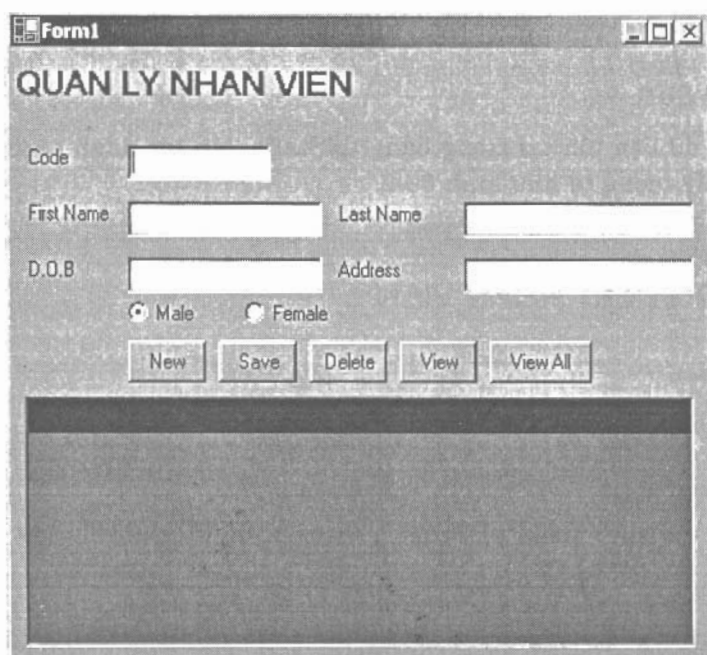 Form1
QUAN LY NHAN VIEN
Code
First Name Last Name
D.O.B Address
Male Female
New Save Delete View View All